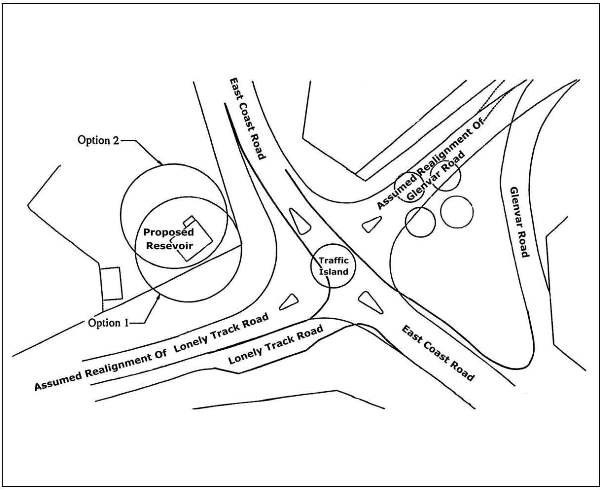 East Coast Road
Option 2
Assumed Realignment Of
Glenvar Road
Glenvar Road
Proposed
Resevoir
Traffic
Island
Option 1
Assumed Realignment Of Lonely Track Road
Lonely Track Road
East Coast Road